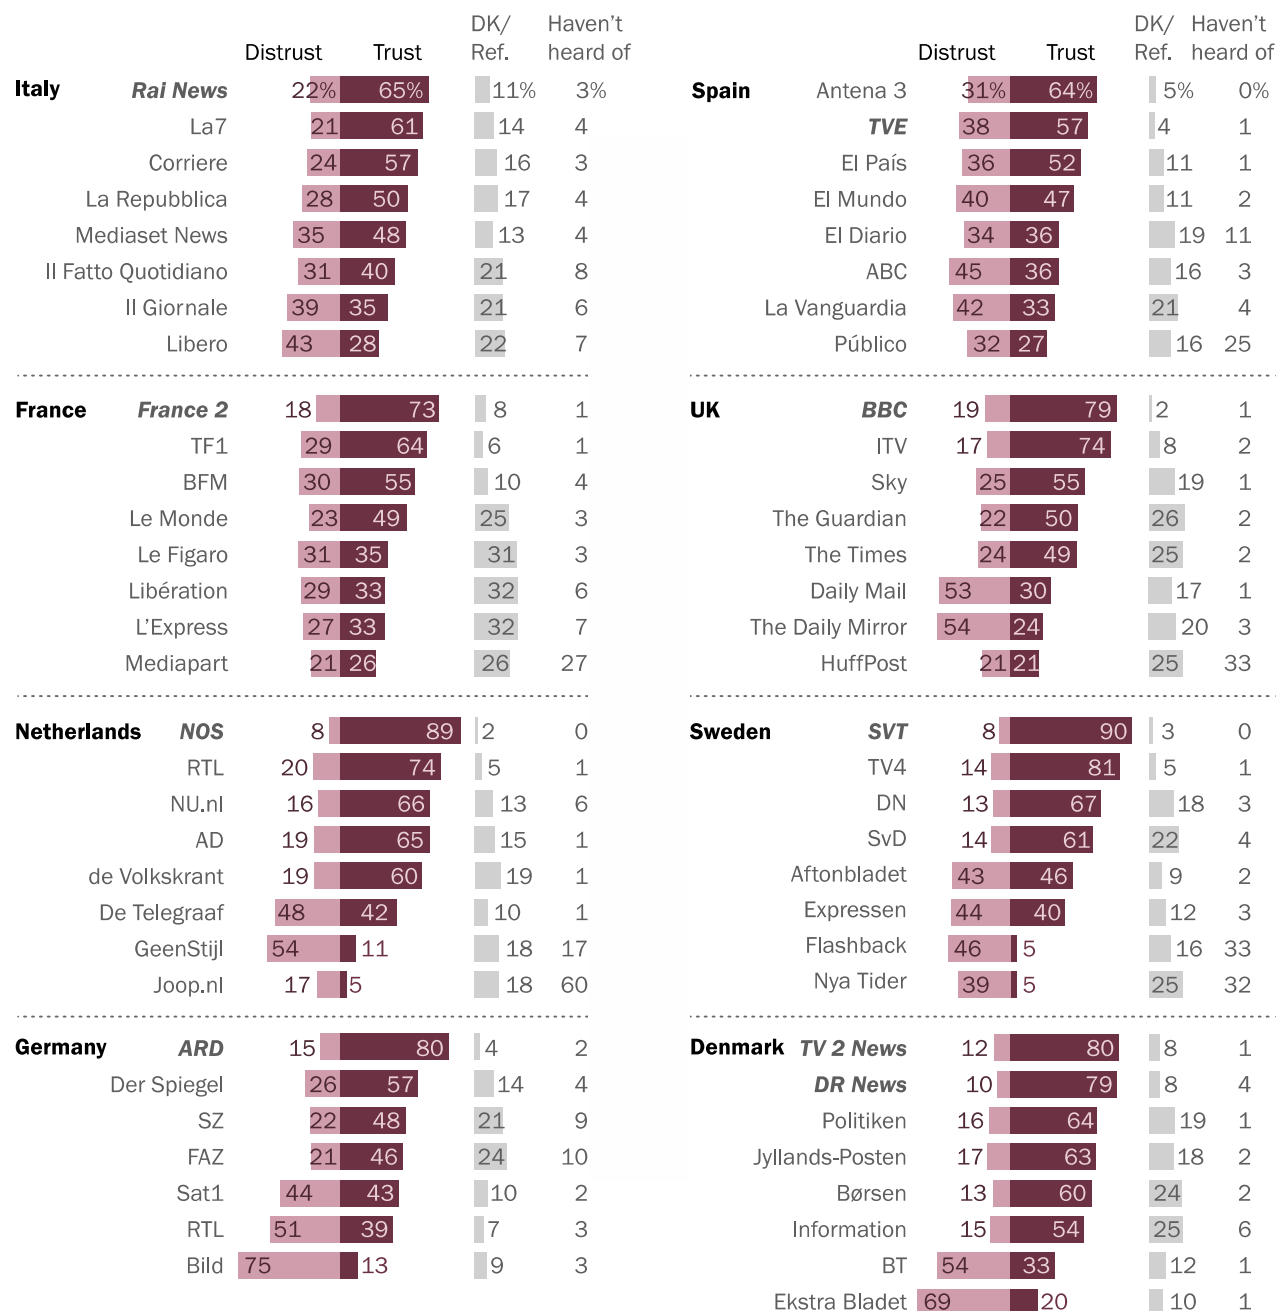 DK/ Haven't
Distrust Trust Ref. heard of
Italy Rai News 22% 65% 11% 3%
La7 21 61 14 4
Corriere 24 57 16 3
La Repubblica 28 50 17 4
Mediaset News 35 48 13 4
Il Fatto Quotidiano 31 40 21 8
Il Giornale 39 35 21 6
Libero 43 28 22 7
France France 2 18 73 8 1
TF1 29 64 6 1
BFM 30 55 10 4
Le Monde 23 49 25 3
Le Figaro 31 35 31 3
Libération 29 33 32 6
L'Express 27 33 32 7
Mediapart 21 26 26 27
Netherlands NOS 8 89 2 0
RTL 20 74 5 1
NU.nl 16 66 13 6
AD 19 65 15 1
de Volkskrant 19 60 19 1
De Telegraaf 48 42 10 1
GeenStijl 54 11 18 17
Joop.nl 17 5 18 60
Germany ARD 15 80 4 2
Der Spiegel 26 57 14 4
SZ 22 48 21 9
FAZ 21 46 24 10
Sat1 44 43 10 2
RTL 51 39 7 3
Bild 75 13 9 3
DK/ Haven't
Distrust Trust Ref. heard of
Spain Antena 3 31% 64% 5% 0%
TVE 38 57 4 1
El País 36 52 11 1
El Mundo 40 47 11 2
El Diario 34 36 19 11
ABC 45 36 16 3
La Vanguardia 42 33 21 4
Público 32 27 16 25
UK BBC 19 79 2 1
ITV 17 74 8 2
Sky 25 55 19 1
The Guardian 22 50 26 2
The Times 24 49 25 2
Daily Mail 53 30 17 1
The Daily Mirror 54 24 20 3
HuffPost 21 21 25 33
Sweden SVT 8 90 3 0
TV4 14 81 5 1
DN 13 67 18 3
SvD 14 61 22 4
Aftonbladet 43 46 9 2
Expressen 44 40 12 3
Flashback 46 5 16 33
Nya Tider 39 5 25 32
Denmark TV 2 News 12 80 8 1
DR News 10 79 8 4
Politiken 16 64 19 1
Jyllands-Posten 17 63 18 2
Børsen 13 60 24 2
Information 15 54 25 6
BT 54 33 12 1
Ekstra Bladet 69 20 10 1